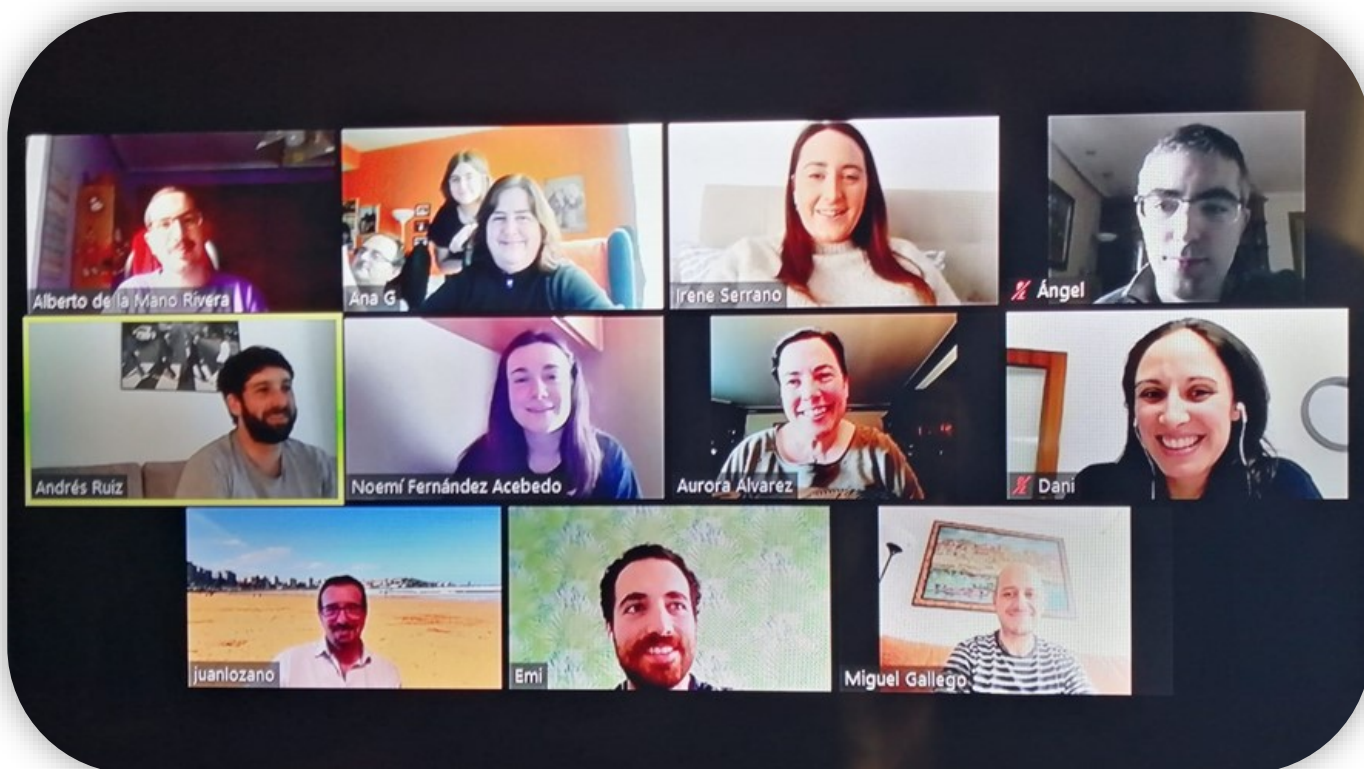 Alberto de la Mano Rivera
Ana G
Irene Serrano
Ángel
Andrés Ruiz
Noemí Fernández Acebedo
Aurora Alvarez
Dani
juanlozano
Emi
Miguel Gallego